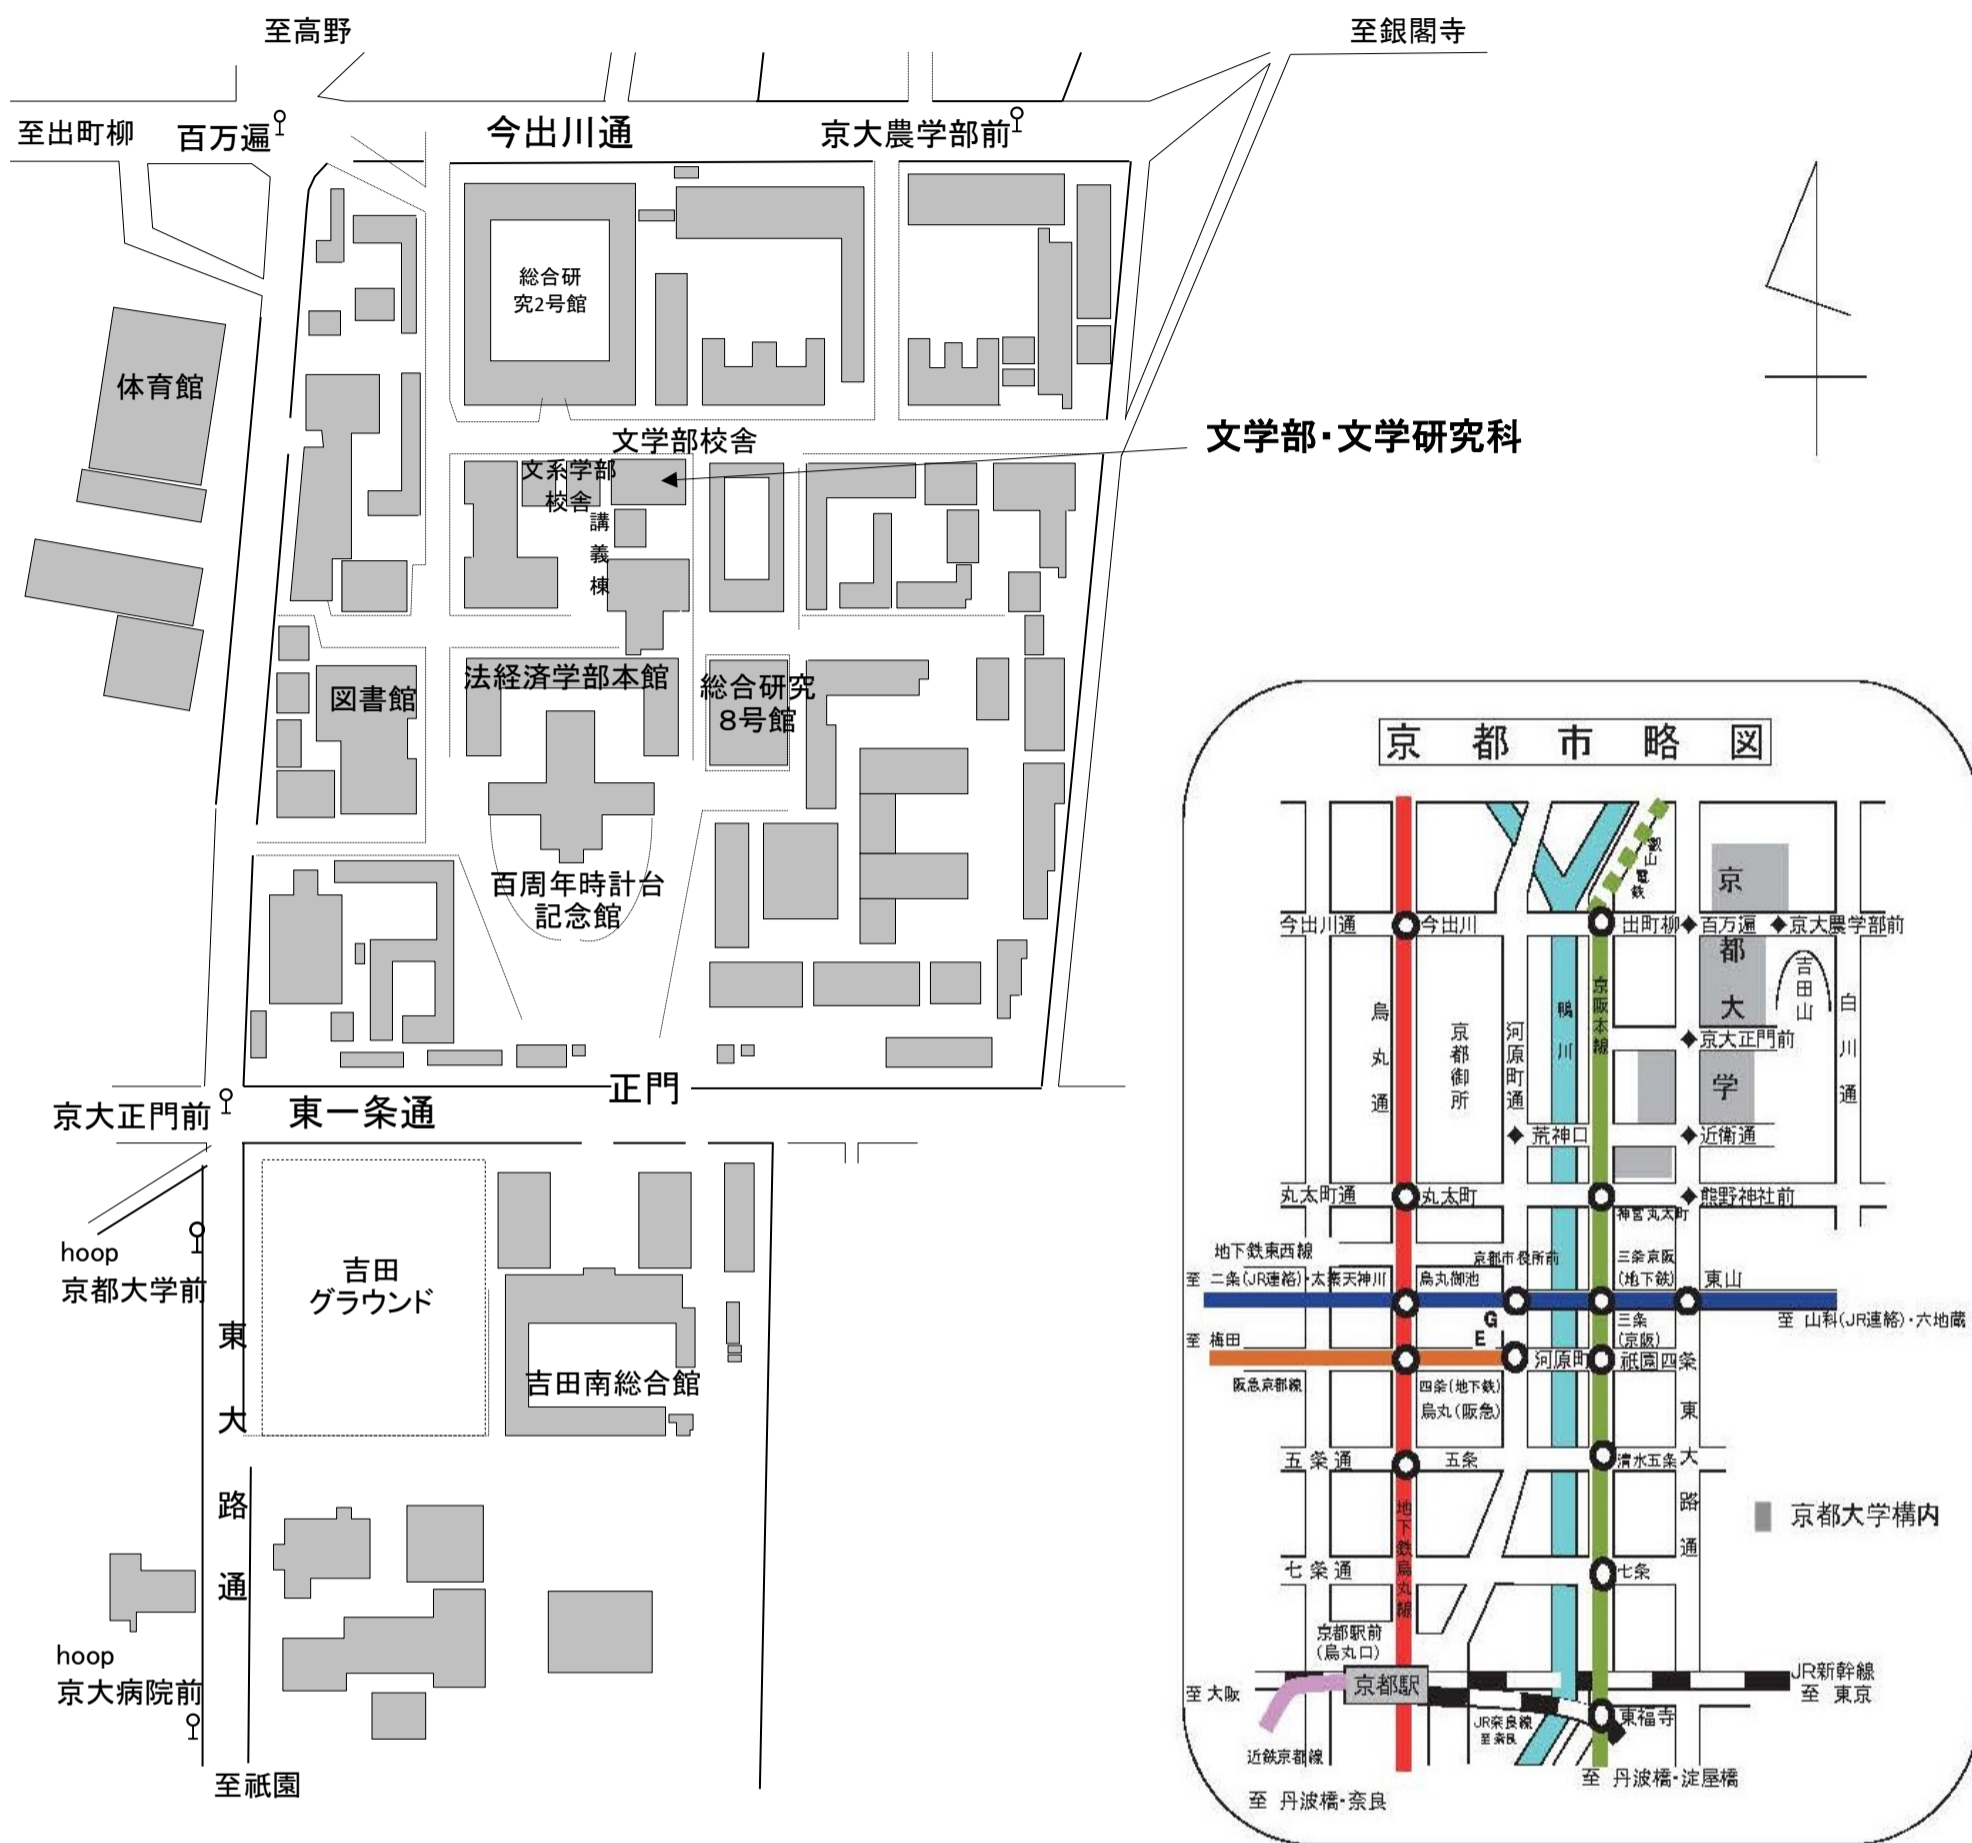 至高野
至銀閣寺
至出町柳
百万遍
今出川通
京大農学部前
総合研
究2号館
体育館
文学部校舎
文学部・文学研究科
文系学部
校舎
講
義
棟
図書館
法経済学部本館
総合研究
8号館
百周年時計台
記念館
正門
京大正門前
東一条通
hoop
京都大学前
吉田
グラウンド
吉田南総合館
東
大
路
通
hoop
京大病院前
至祇園
京都市略図
叡山電鉄
京
都
大
学
今出川通
今出川
出町柳
百万遍
京大農学部前
吉田山
白川通
烏丸通
京都御所
河原町通
鴨川
京阪本線
京大正門前
荒神口
近衛通
丸太町通
丸太町
熊野神社前
神宮丸太町
地下鉄東西線
京都市役所前
三条京阪
(地下鉄)
東山
至 二条(JR連絡)・太秦天神川
烏丸御池
G
E
三条
(京阪)
至 山科(JR連絡)・六地蔵
至 梅田
河原町
祇園四条
阪急京都線
四条(地下鉄)
烏丸(阪急)
東大路通
五条通
五条
清水五条
地下鉄烏丸線
京都大学構内
七条通
七条
京都駅前
(烏丸口)
京都駅
JR新幹線
至 東京
至 大阪
JR奈良線
至 奈良
東福寺
近鉄京都線
至 丹波橋・淀屋橋
至 丹波橋・奈良